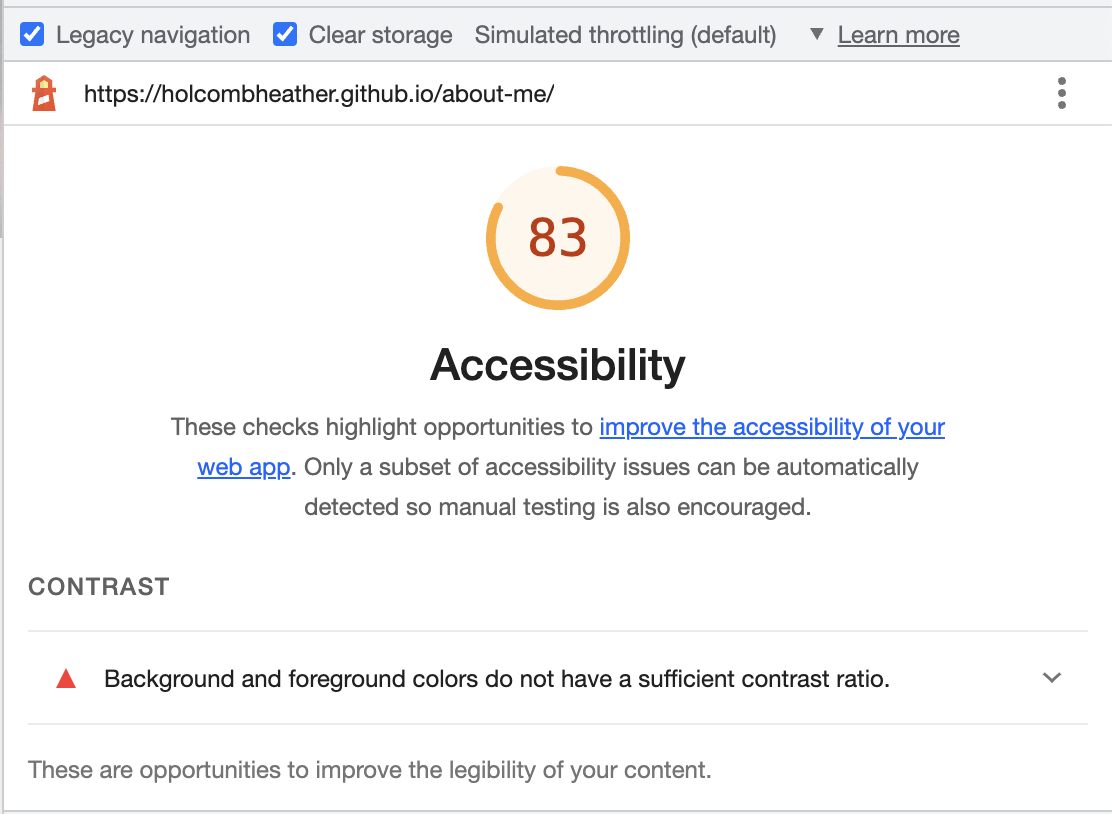 Legacy navigation Clear storage Simulated throttling (default) ▼ Learn more
https://holcombheather.github.io/about-me/
83
Accessibility
These checks highlight opportunities to improve the accessibility of your
web app. Only a subset of accessibility issues can be automatically
detected so manual testing is also encouraged.
CONTRAST
Background and foreground colors do not have a sufficient contrast ratio.
These are opportunities to improve the legibility of your content.